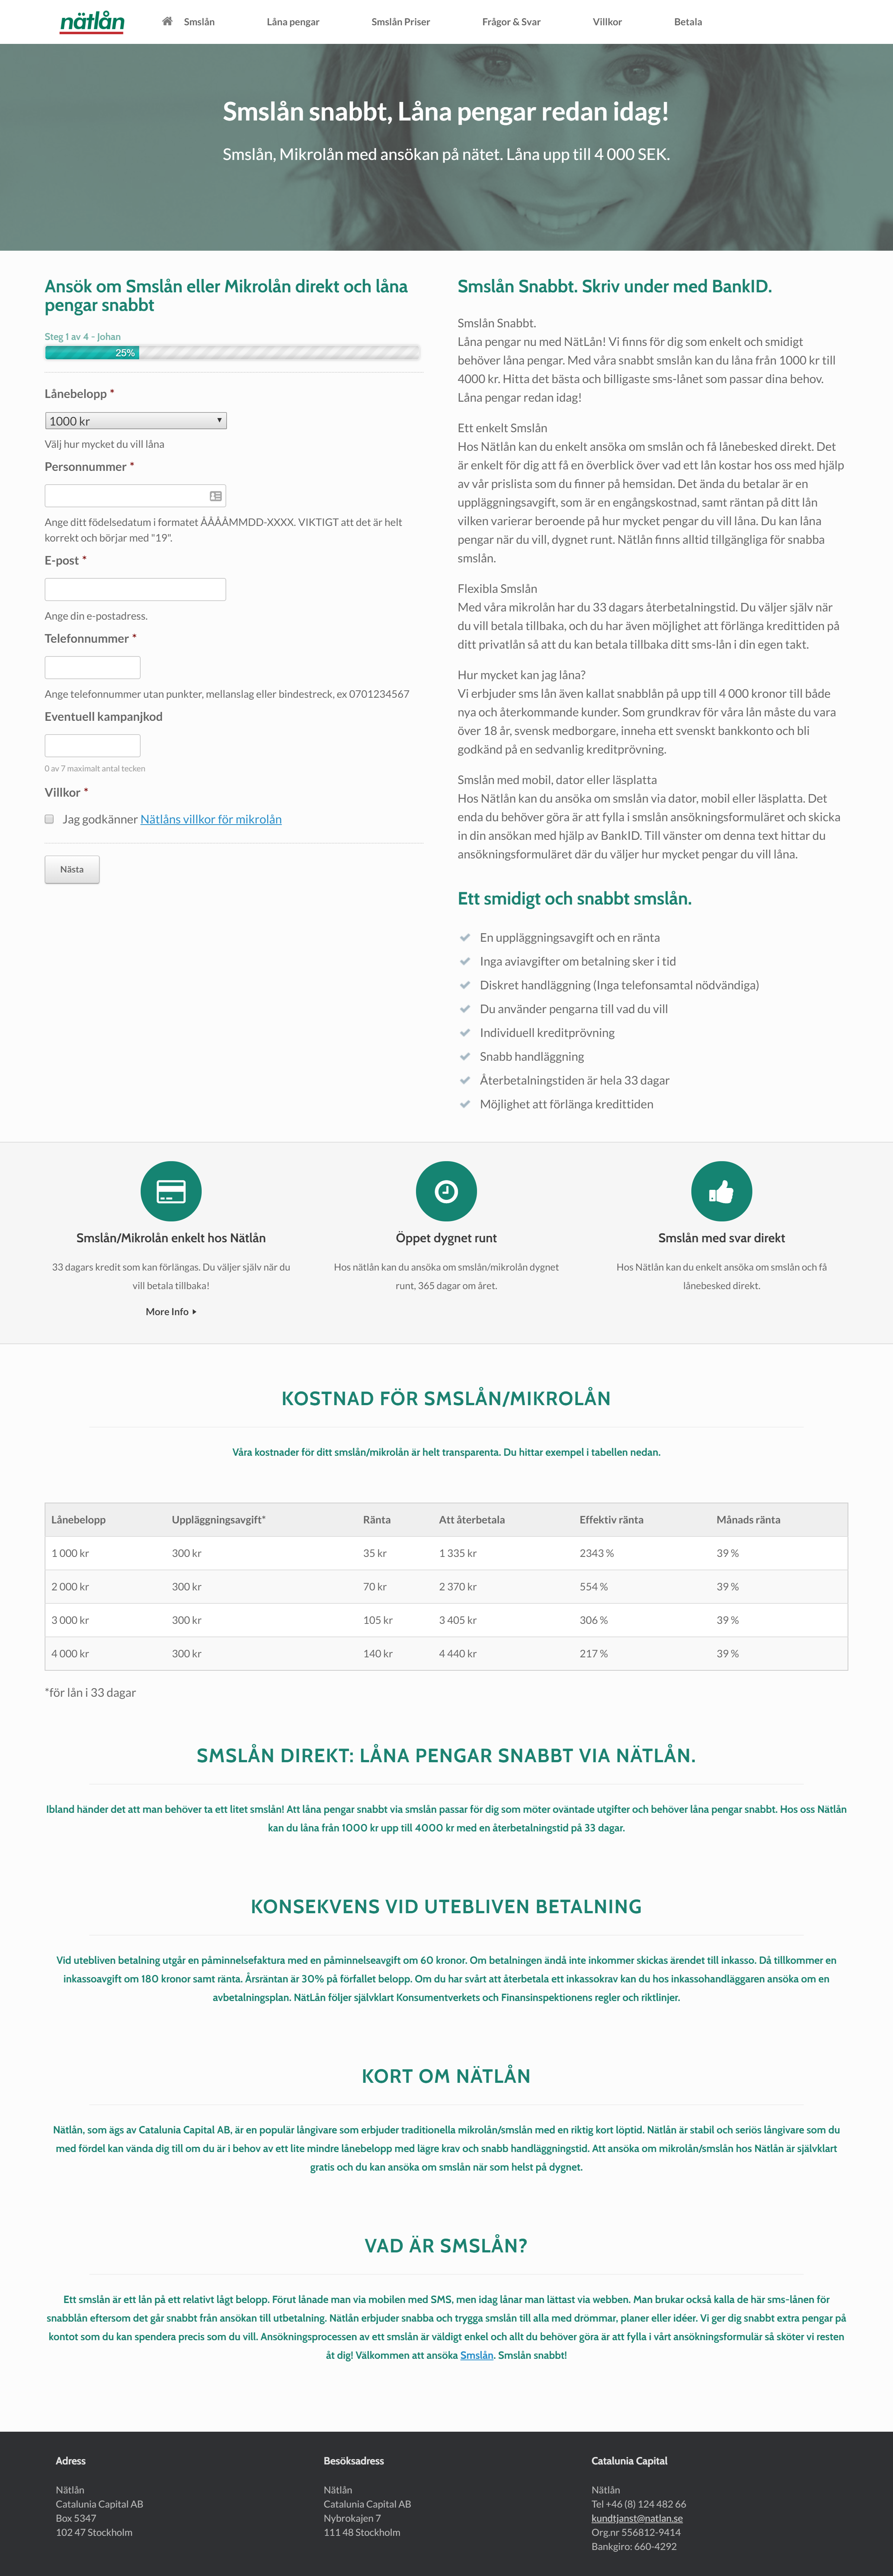 nätlån
Smslån
Låna pengar
Smslån Priser
Frågor & Svar
Villkor
Betala
Smslån snabbt, Låna pengar redan idag!
Smslån, Mikrolån med ansökan på nätet. Låna upp till 4 000 SEK.
Ansök om Smslån eller Mikrolån direkt och låna
pengar snabbt
Steg 1 av 4 - Johan
25%
Lånebelopp *
1000 kr
Välj hur mycket du vill låna
Personnummer *
Ange ditt födelsedatum i formatet ÅÅÅÅMMDD-XXXX. VIKTIGT att det är helt
korrekt och börjar med "19".
E-post *
Ange din e-postadress.
Telefonnummer *
Ange telefonnummer utan punkter, mellanslag eller bindestreck, ex 0701234567
Eventuell kampanjkod
0 av 7 maximalt antal tecken
Villkor *
Jag godkänner Nätlåns villkor för mikrolån
Nästa
Smslån Snabbt. Skriv under med BankID.
Smslån Snabbt.
Låna pengar nu med NätLån! Vi finns för dig som enkelt och smidigt
behöver låna pengar. Med våra snabbt smslån kan du låna från 1000 kr till
4000 kr. Hitta det bästa och billigaste sms-lånet som passar dina behov.
Låna pengar redan idag!
Ett enkelt Smslån
Hos Nätlån kan du enkelt ansöka om smslån och få lånebesked direkt. Det
är enkelt för dig att få en överblick över vad ett lån kostar hos oss med hjälp
av vår prislista som du finner på hemsidan. Det ända du betalar är en
uppläggningsavgift, som är en engångskostnad, samt räntan på ditt lån
vilken varierar beroende på hur mycket pengar du vill låna. Du kan låna
pengar när du vill, dygnet runt. Nätlån finns alltid tillgängliga för snabba
smslån.
Flexibla Smslån
Med våra mikrolån har du 33 dagars återbetalningstid. Du väljer själv när
du vill betala tillbaka, och du har även möjlighet att förlänga kredittiden på
ditt privatlån så att du kan betala tillbaka ditt sms-lån i din egen takt.
Hur mycket kan jag låna?
Vi erbjuder sms lån även kallat snabblån på upp till 4 000 kronor till både
nya och återkommande kunder. Som grundkrav för våra lån måste du vara
över 18 år, svensk medborgare, inneha ett svenskt bankkonto och bli
godkänd på en sedvanlig kreditprövning.
Smslån med mobil, dator eller läsplatta
Hos Nätlån kan du ansöka om smslån via dator, mobil eller läsplatta. Det
enda du behöver göra är att fylla i smslån ansökningsformuläret och skicka
in din ansökan med hjälp av BankID. Till vänster om denna text hittar du
ansökningsformuläret där du väljer hur mycket pengar du vill låna.
Ett smidigt och snabbt smslån.
En uppläggningsavgift och en ränta
Inga aviavgifter om betalning sker i tid
Diskret handläggning (Inga telefonsamtal nödvändiga)
Du använder pengarna till vad du vill
Individuell kreditprövning
Snabb handläggning
Återbetalningstiden är hela 33 dagar
Möjlighet att förlänga kredittiden
Smslån/Mikrolån enkelt hos Nätlån
33 dagars kredit som kan förlängas. Du väljer själv när du
vill betala tillbaka!
More Info
Öppet dygnet runt
Hos nätlån kan du ansöka om smslån/mikrolån dygnet
runt, 365 dagar om året.
Smslån med svar direkt
Hos Nätlån kan du enkelt ansöka om smslån och få
lånebesked direkt.
KOSTNAD FÖR SMSLÅN/MIKROLÅN
Våra kostnader för ditt smslån/mikrolån är helt transparenta. Du hittar exempel i tabellen nedan.
Lånebelopp Uppläggningsavgift* Ränta Att återbetala Effektiv ränta Månads ränta
1 000 kr 300 kr 35 kr 1 335 kr 2343 % 39 %
2 000 kr 300 kr 70 kr 2 370 kr 554 % 39 %
3 000 kr 300 kr 105 kr 3 405 kr 306 % 39 %
4 000 kr 300 kr 140 kr 4 440 kr 217 % 39 %
*för lån i 33 dagar
SMSLÅN DIREKT: LÅNA PENGAR SNABBT VIA NÄTLÅN.
Ibland händer det att man behöver ta ett litet smslån! Att låna pengar snabbt via smslån passar för dig som möter oväntade utgifter och behöver låna pengar snabbt. Hos oss Nätlån
kan du låna från 1000 kr upp till 4000 kr med en återbetalningstid på 33 dagar.
KONSEKVENS VID UTEBLIVEN BETALNING
Vid utebliven betalning utgår en påminnelsefaktura med en påminnelseavgift om 60 kronor. Om betalningen ändå inte inkommer skickas ärendet till inkasso. Då tillkommer en
inkassoavgift om 180 kronor samt ränta. Årsräntan är 30% på förfallet belopp. Om du har svårt att återbetala ett inkassokrav kan du hos inkassohandläggaren ansöka om en
avbetalningsplan. NätLån följer självklart Konsumentverkets och Finansinspektionens regler och riktlinjer.
KORT OM NÄTLÅN
Nätlån, som ägs av Catalunia Capital AB, är en populär långivare som erbjuder traditionella mikrolån/smslån med en riktig kort löptid. Nätlån är stabil och seriös långivare som du
med fördel kan vända dig till om du är i behov av ett lite mindre lånebelopp med lägre krav och snabb handläggningstid. Att ansöka om mikrolån/smslån hos Nätlån är självklart
gratis och du kan ansöka om smslån när som helst på dygnet.
VAD ÄR SMSLÅN?
Ett smslån är ett lån på ett relativt lågt belopp. Förut lånade man via mobilen med SMS, men idag lånar man lättast via webben. Man brukar också kalla de här sms-lånen för
snabblån eftersom det går snabbt från ansökan till utbetalning. Nätlån erbjuder snabba och trygga smslån till alla med drömmar, planer eller idéer. Vi ger dig snabbt extra pengar på
kontot som du kan spendera precis som du vill. Ansökningsprocessen av ett smslån är väldigt enkel och allt du behöver göra är att fylla i vårt ansökningsformulär så sköter vi resten
åt dig! Välkommen att ansöka Smslån. Smslån snabbt!
Adress
Nätlån
Catalunia Capital AB
Box 5347
102 47 Stockholm
Besöksadress
Nätlån
Catalunia Capital AB
Nybrokajen 7
111 48 Stockholm
Catalunia Capital
Nätlån
Tel +46 (8) 124 482 66
kundtjanst@natlan.se
Org.nr 556812-9414
Bankgiro: 660-4292